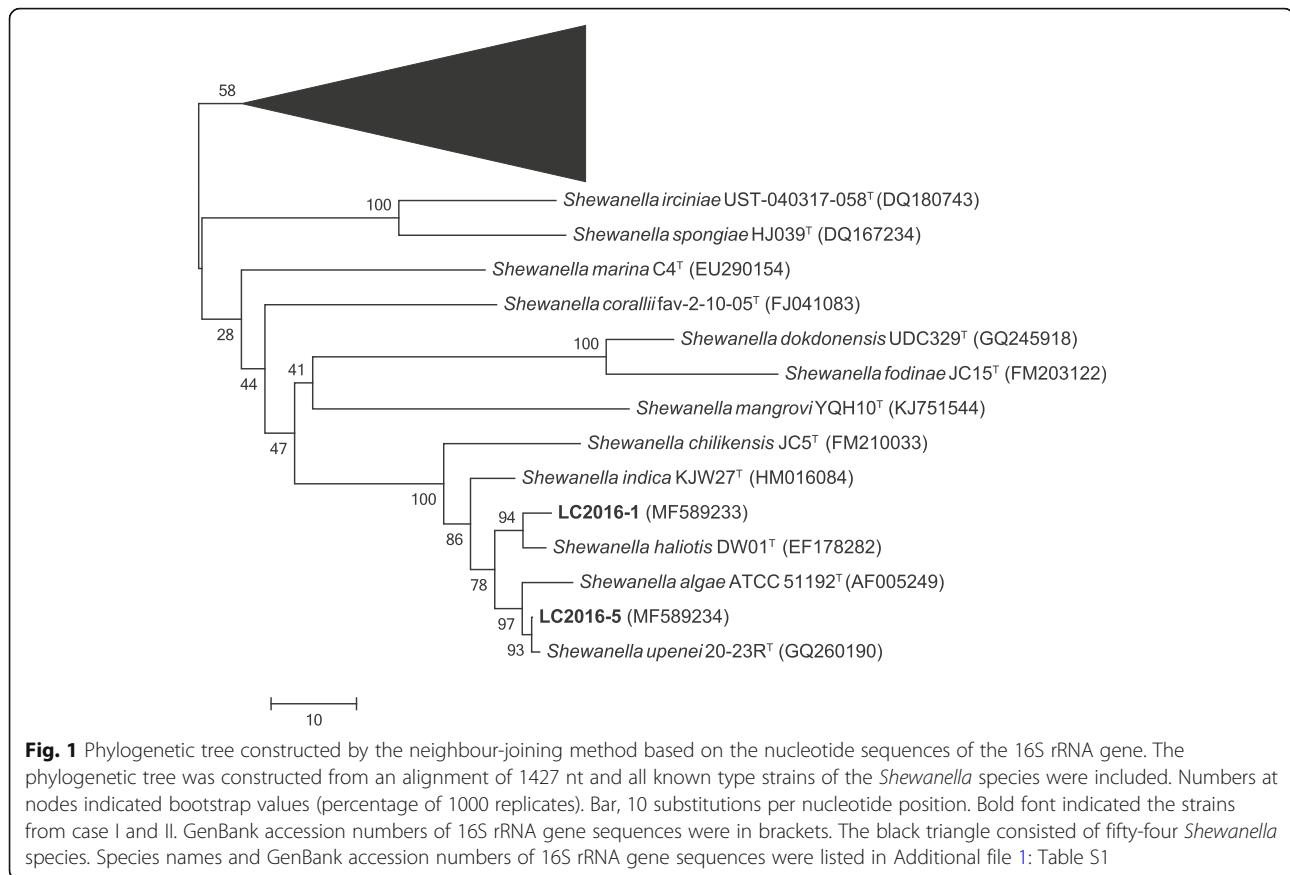 58
100
Shewanella irciniae UST-040317-058ᵀ (DQ180743)
Shewanella spongiae HJ039ᵀ (DQ167234)
Shewanella marina C4ᵀ (EU290154)
Shewanella corallii fav-2-10-05ᵀ (FJ041083)
28
100
Shewanella dokdonensis UDC329ᵀ (GQ245918)
41
44
Shewanella fodinae JC15ᵀ (FM203122)
Shewanella mangrovi YQH10ᵀ (KJ751544)
47
Shewanella chilikensis JC5ᵀ (FM210033)
Shewanella indica KJW27ᵀ (HM016084)
100
94
LC2016-1 (MF589233)
86
Shewanella haliotis DW01ᵀ (EF178282)
78
Shewanella algae ATCC 51192ᵀ (AF005249)
97
LC2016-5 (MF589234)
93
Shewanella upenei 20-23Rᵀ (GQ260190)
10
Fig. 1 Phylogenetic tree constructed by the neighbour-joining method based on the nucleotide sequences of the 16S rRNA gene. The
phylogenetic tree was constructed from an alignment of 1427 nt and all known type strains of the Shewanella species were included. Numbers at
nodes indicated bootstrap values (percentage of 1000 replicates). Bar, 10 substitutions per nucleotide position. Bold font indicated the strains
from case I and II. GenBank accession numbers of 16S rRNA gene sequences were in brackets. The black triangle consisted of fifty-four Shewanella
species. Species names and GenBank accession numbers of 16S rRNA gene sequences were listed in Additional file 1: Table S1